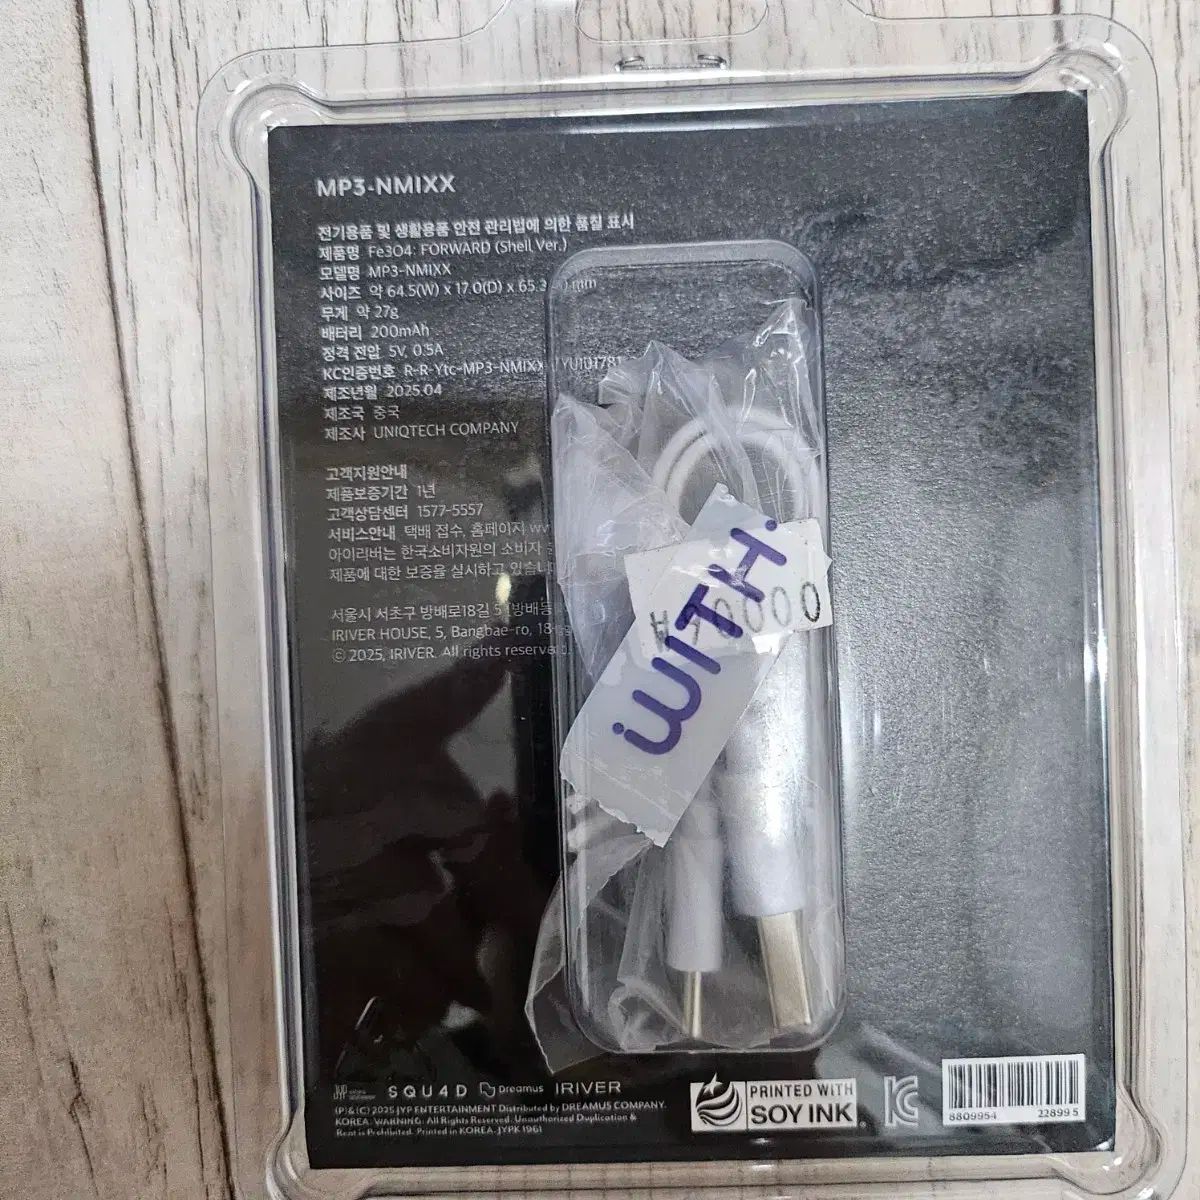 MP3-NMIXX
전기용품 및 생활용품 안전 관리법에 의한 품질 표시
제품명 Fe3O4: FORWARD (Shell Ver.)
모델명 MP3-NMIXX
사이즈 약 64.5(W) x 17.0(D) x mm
무게 약 27g
배터리 200mAh
정격 전압 5V, 0.5A
KC인증번호 R-R-Ytc-MP3-NMIXX
제조년월 2025.04
제조국 중국
제조사 UNIQTECH COMPANY
고객지원안내
제품보증기간 1년
고객상담센터 1577-5557
서비스안내 택배 접수, 홈페이지
아이리버는 한국소비자원의 소비자
제품에 대한 보증을 실시하고
서울시 서초구 방배로18길 5 (방배동
IRIVER HOUSE, 5, Bangbae-ro,
ⓒ 2025, IRIVER. All rights reserved.
WITH
JYP SQU4D Dreamus IRIVER
(P)&(C) 2025 JYP ENTERTAINMENT Distributed by DREAMUS COMPANY.
KOREA. WARNING: All Rights Reserved. Unauthorized Duplication &
Rent is Prohibited. Printed in KOREA. JYPK 1961
PRINTED WITH
SOY INK
8809954 228995